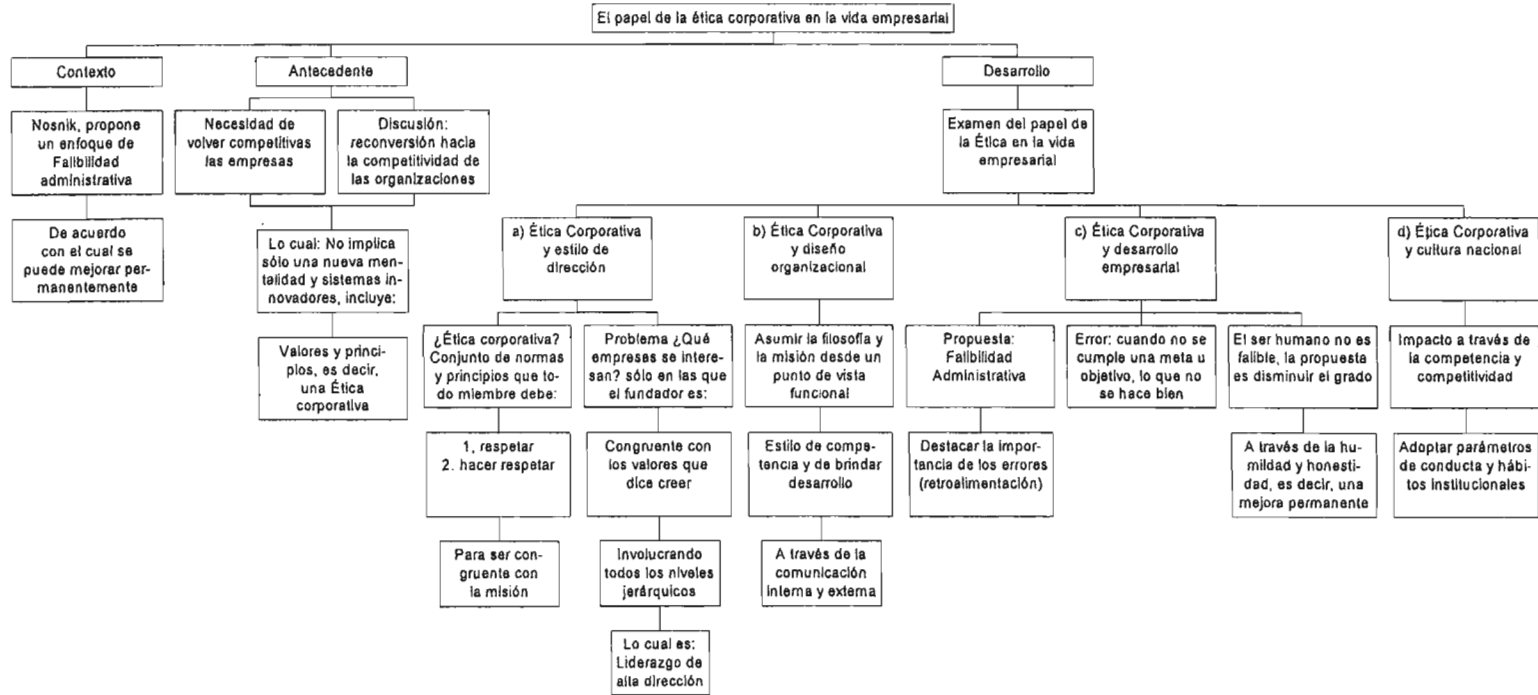 El papel de la ética corporativa en la vida empresarial
Contexto
Antecedente
Desarrollo
Nosnik, propone
un enfoque de
Falibilidad
administrativa
Necesidad de
volver competitivas
las empresas
Discusión:
reconversión hacia
la competitividad de
las organizaciones
Examen del papel de
la Ética en la vida
empresarial
De acuerdo
con el cual se
puede mejorar per-
manentemente
Lo cual: No implica
sólo una nueva men-
talidad y sistemas in-
novadores, incluye:
Valores y princi-
pios, es decir,
una Ética
corporativa
a) Ética Corporativa
y estilo de
dirección
b) Ética Corporativa
y diseño
organizacional
c) Ética Corporativa
y desarrollo
empresarial
d) Ética Corporativa
y cultura nacional
¿Ética corporativa?
Conjunto de normas
y principios que to-
do miembre debe:
Problema ¿Qué
empresas se intere-
san? sólo en las que
el fundador es:
Asumir la filosofía y
la misión desde un
punto de vista
funcional
Propuesta:
Falibilidad
Administrativa
Error: cuando no se
cumple una meta u
objetivo, lo que no
se hace bien
El ser humano no es
falible, la propuesta
es disminuir el grado
Impacto a través de
la competencia y
competitividad
1, respetar
2. hacer respetar
Congruente con
los valores que
dice creer
Estilo de compe-
tencia y de brindar
desarrollo
Destacar la impor-
tancia de los errores
(retroalimentación)
A través de la hu-
mildad y honesti-
dad, es decir, una
mejora permanente
Adoptar parámetros
de conducta y hábi-
tos institucionales
Para ser con-
gruente con
la misión
Involucrando
todos los niveles
jerárquicos
A través de la
comunicación
interna y externa
Lo cual es:
Liderazgo de
alta dirección